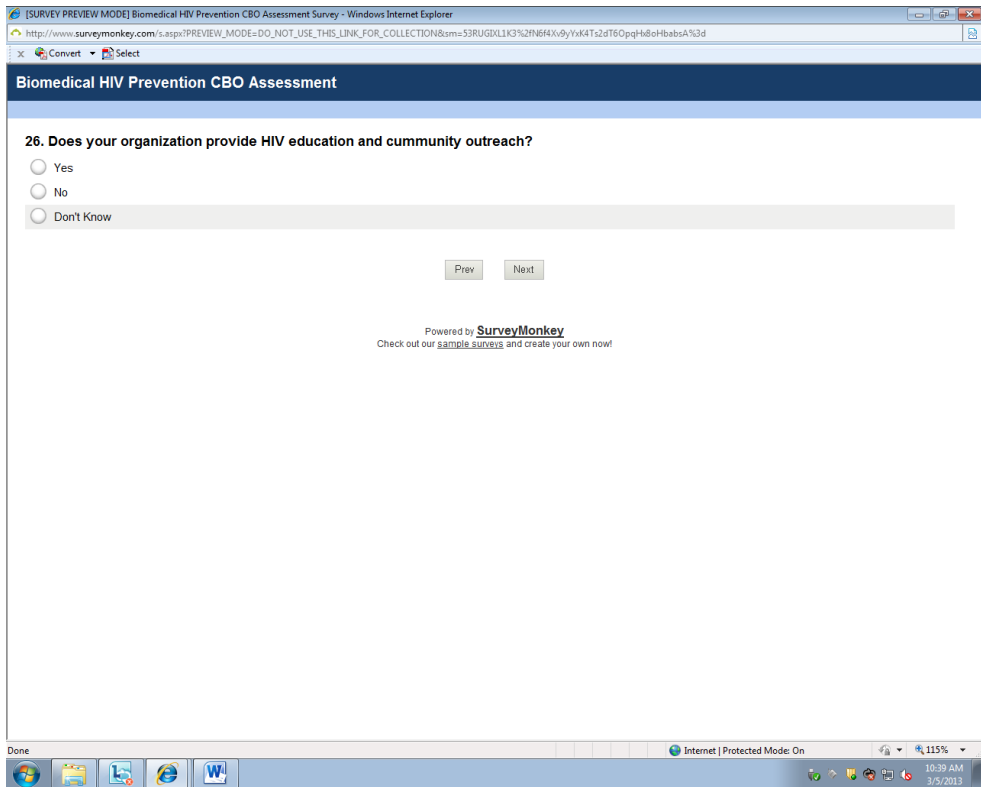 [SURVEY PREVIEW MODE] Biomedical HIV Prevention CBO Assessment Survey - Windows Internet Explorer
http://www.surveymonkey.com/s.aspx?PREVIEW_MODE=DO_NOT_USE_THIS_LINK_FOR_COLLECTION&sm=53RUGIXL1K3%2fN6f4Xv9yYxK4Ts2dT6OpqHx8oHbabsA%3d
x Convert Select
Biomedical HIV Prevention CBO Assessment
26. Does your organization provide HIV education and cummunity outreach?
Yes
No
Don't Know
Prev Next
Powered by SurveyMonkey
Check out our sample surveys and create your own now!
Done Internet | Protected Mode: On 115%
10:39 AM
3/5/2013